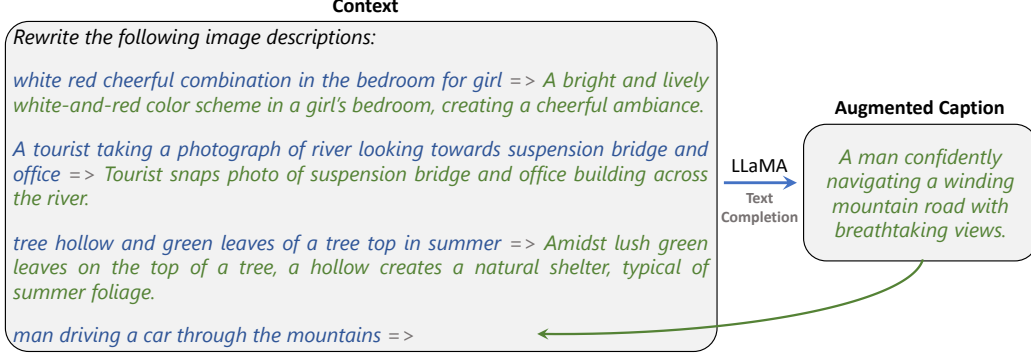 Context
Rewrite the following image descriptions:
white red cheerful combination in the bedroom for girl => A bright and lively
white-and-red color scheme in a girl's bedroom, creating a cheerful ambiance.
A tourist taking a photograph of river looking towards suspension bridge and
office => Tourist snaps photo of suspension bridge and office building across
the river.
tree hollow and green leaves of a tree top in summer => Amidst lush green
leaves on the top of a tree, a hollow creates a natural shelter, typical of
summer foliage.
man driving a car through the mountains =>
LLaMA
Text
Completion
Augmented Caption
A man confidently
navigating a winding
mountain road with
breathtaking views.